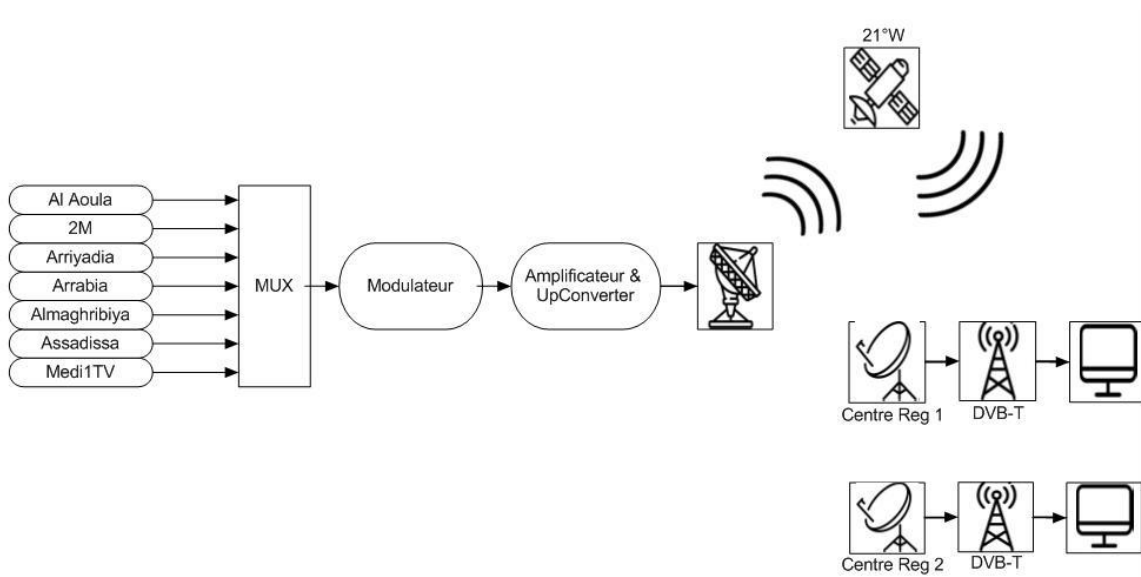 21°W
Al Aoula
2M
Arriyadia
Arrabia
Almaghribiya
Assadissa
Medi1TV
MUX
Modulateur
Amplificateur &
UpConverter
Centre Reg 1
DVB-T
Centre Reg 2
DVB-T